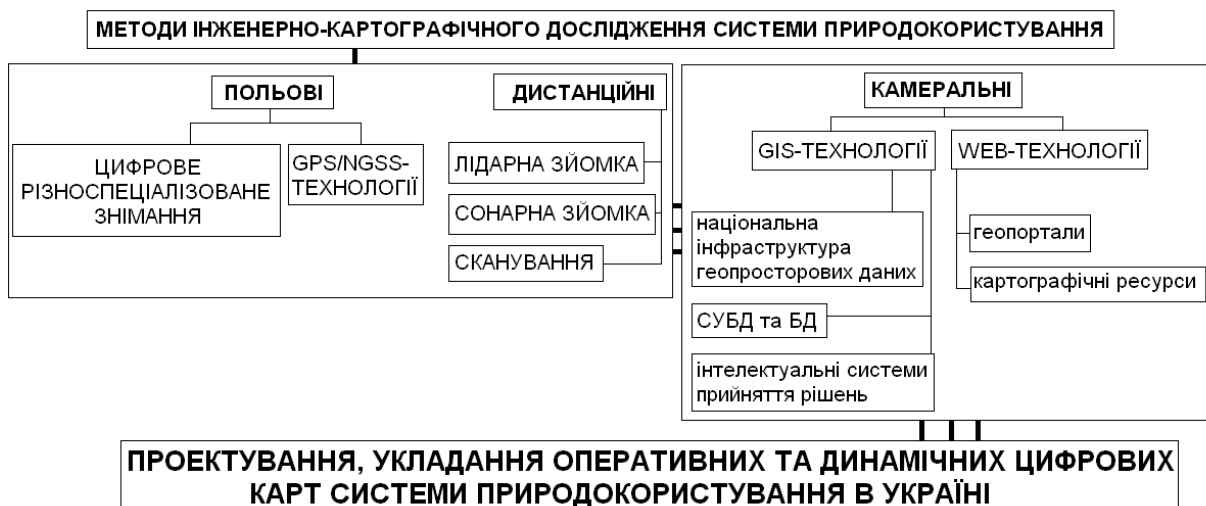 МЕТОДИ ІНЖЕНЕРНО-КАРТОГРАФІЧНОГО ДОСЛІДЖЕННЯ СИСТЕМИ ПРИРОДОКОРИСТУВАННЯ
ПОЛЬОВІ
ЦИФРОВЕ
РІЗНОСПЕЦІАЛІЗОВАНЕ
ЗНІМАННЯ
GPS/NGSS-
ТЕХНОЛОГІЇ
ДИСТАНЦІЙНІ
ЛІДАРНА ЗЙОМКА
СОНАРНА ЗЙОМКА
СКАНУВАННЯ
КАМЕРАЛЬНІ
GIS-ТЕХНОЛОГІЇ
національна
інфраструктура
геопросторових даних
СУБД та БД
інтелектуальні системи
прийняття рішень
WEB-ТЕХНОЛОГІЇ
геопортали
картографічні ресурси
ПРОЕКТУВАННЯ, УКЛАДАННЯ ОПЕРАТИВНИХ ТА ДИНАМІЧНИХ ЦИФРОВИХ
КАРТ СИСТЕМИ ПРИРОДОКОРИСТУВАННЯ В УКРАЇНІ